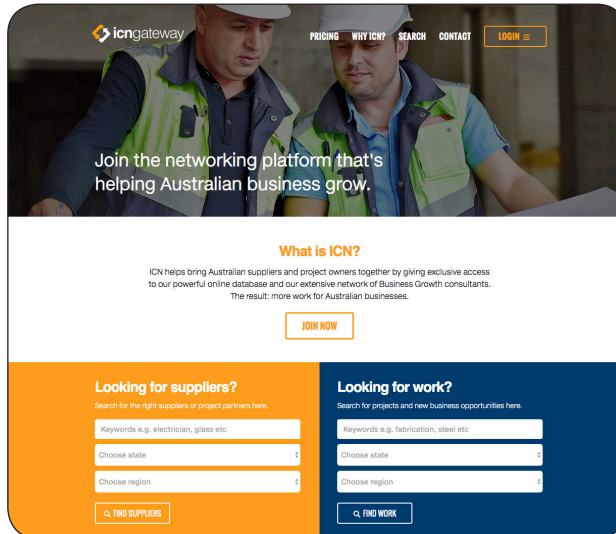 icngateway
PRICING WHY ICN? SEARCH CONTACT LOGIN
Join the networking platform that's
helping Australian business grow.
What is ICN?
ICN helps bring Australian suppliers and project owners together by giving exclusive access
to our powerful online database and our extensive network of Business Growth consultants.
The result: more work for Australian businesses.
JOIN NOW
Looking for suppliers?
Search for the right suppliers or project partners here.
Keywords e.g. electrician, glass etc
Choose state
Choose region
FIND SUPPLIERS
Looking for work?
Search for projects and new business opportunities here.
Keywords e.g. fabrication, steel etc
Choose state
Choose region
FIND WORK